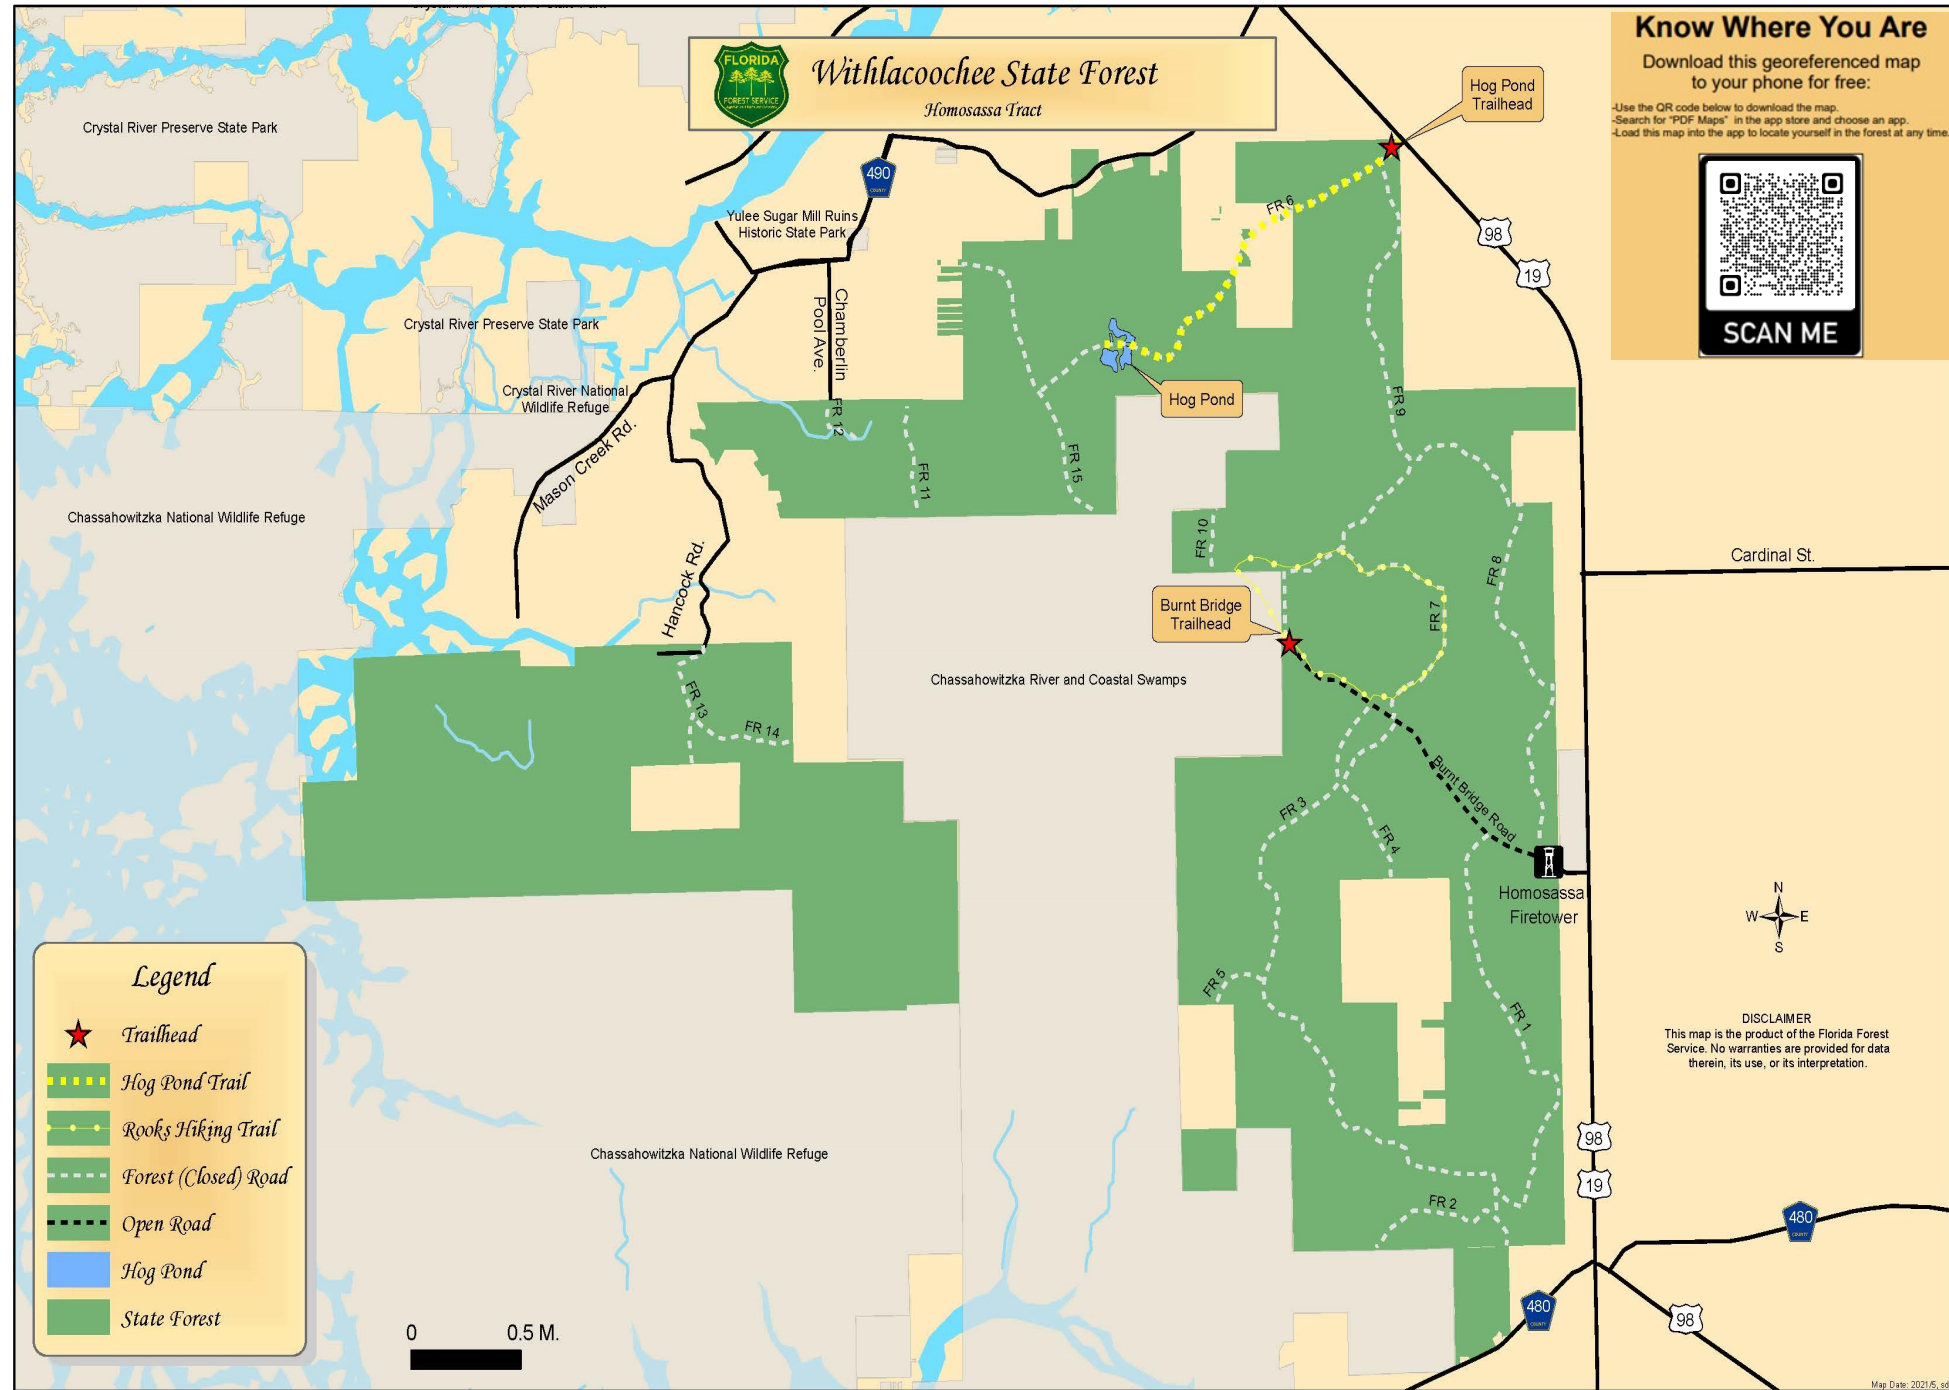 Know Where You Are
Download this georeferenced map
to your phone for free:
-Use the QR code below to download the map.
-Search for "PDF Maps" in the app store and choose an app.
-Load this map into the app to locate yourself in the forest at any time.
SCAN ME
FLORIDA
FOREST SERVICE
Withlacoochee State Forest
Homosassa Tract
Hog Pond
Trailhead
Crystal River Preserve State Park
490
COUNTY
Yulee Sugar Mill Ruins
Historic State Park
FR 6
98
19
Chamberlin
Pool Ave.
Crystal River Preserve State Park
Crystal River National
Wildlife Refuge
Hog Pond
FR 9
FR 12
Mason Creek Rd.
FR 11
FR 15
Chassahowitzka National Wildlife Refuge
FR 10
FR 8
Cardinal St.
Hancock Rd.
Burnt Bridge
Trailhead
FR 7
Chassahowitzka River and Coastal Swamps
FR 13
FR 14
Burnt Bridge Road
FR 3
FR 4
Homosassa
Firetower
N
W
E
S
FR 5
FR 1
DISCLAIMER
This map is the product of the Florida Forest
Service. No warranties are provided for data
therein, its use, or its interpretation.
Legend
Trailhead
Hog Pond Trail
Rooks Hiking Trail
Forest (Closed) Road
Open Road
Hog Pond
State Forest
Chassahowitzka National Wildlife Refuge
98
19
FR 2
480
COUNTY
480
COUNTY
98
0
0.5 M.
Map Date: 2021/5, sd